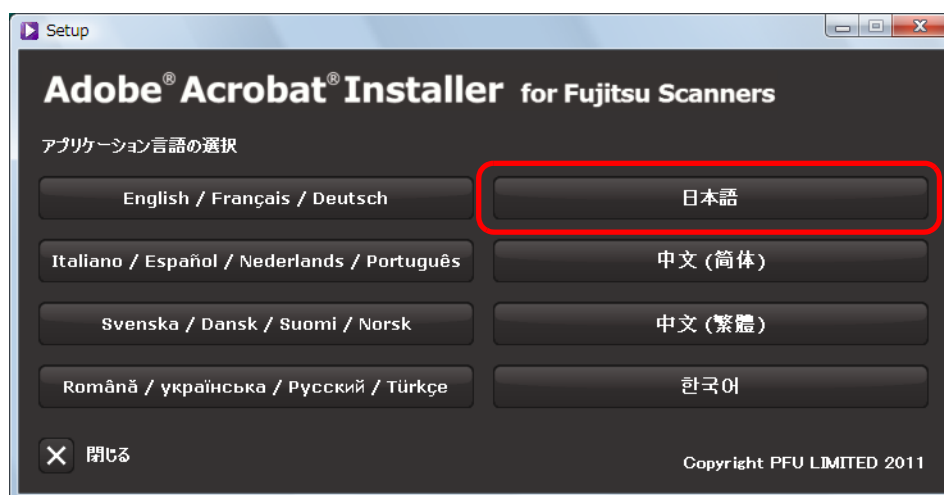 Setup
Adobe® Acrobat® Installer for Fujitsu Scanners
アプリケーション言語の選択
English / Français / Deutsch
日本語
Italiano / Español / Nederlands / Português
中文 (简体)
Svenska / Dansk / Suomi / Norsk
中文 (繁體)
Română / українська / Русский / Türkçe
한국어
閉じる
Copyright PFU LIMITED 2011